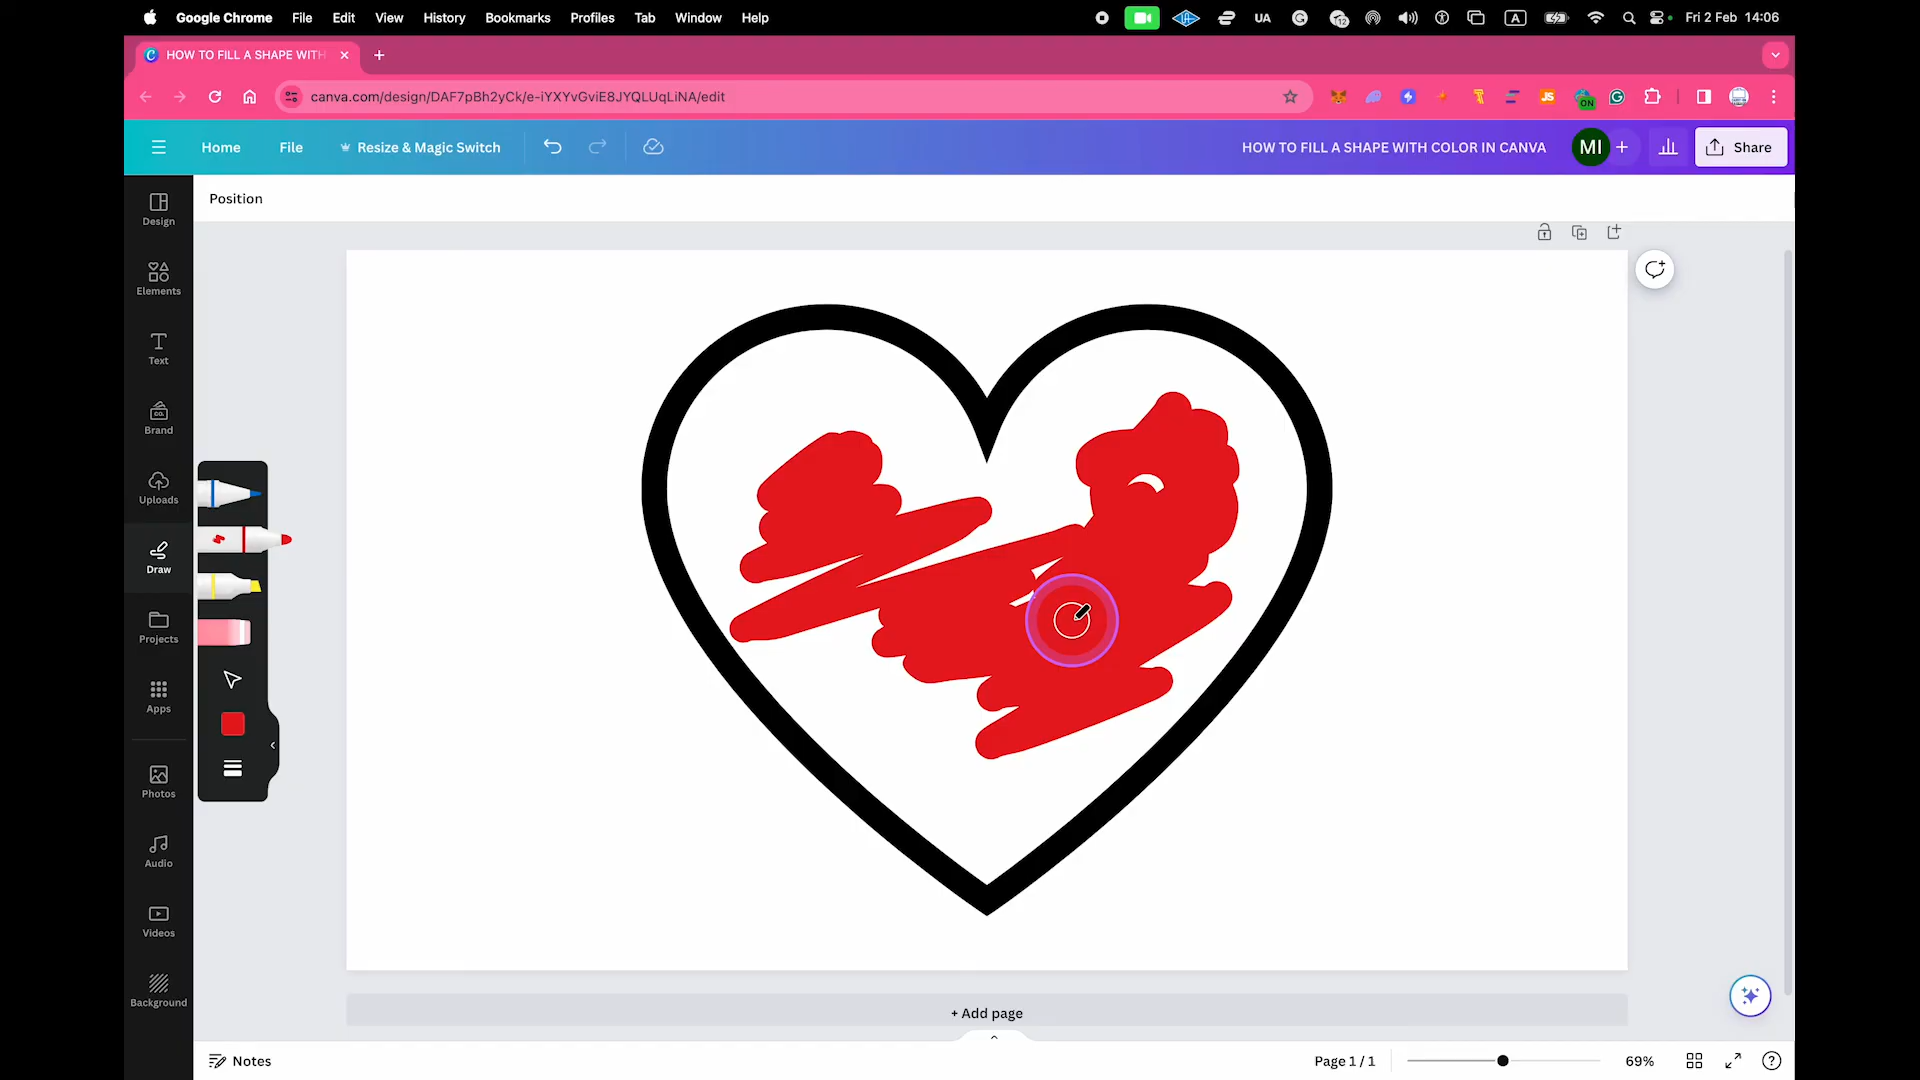 Google Chrome File Edit View History Bookmarks Profiles Tab Window Help UA 12 A Fri 2 Feb 14:06
HOW TO FILL A SHAPE WITH
canva.com/design/DAF7pBh2yCk/e-iYXYvGviE8JYQLUqLiNA/edit JS ON
Home File Resize & Magic Switch HOW TO FILL A SHAPE WITH COLOR IN CANVA MI Share
Position
Design
Elements
Text
Brand
Uploads
Draw
Projects
Apps
Photos
Audio
Videos
Background
+ Add page
Notes Page 1 / 1 69%